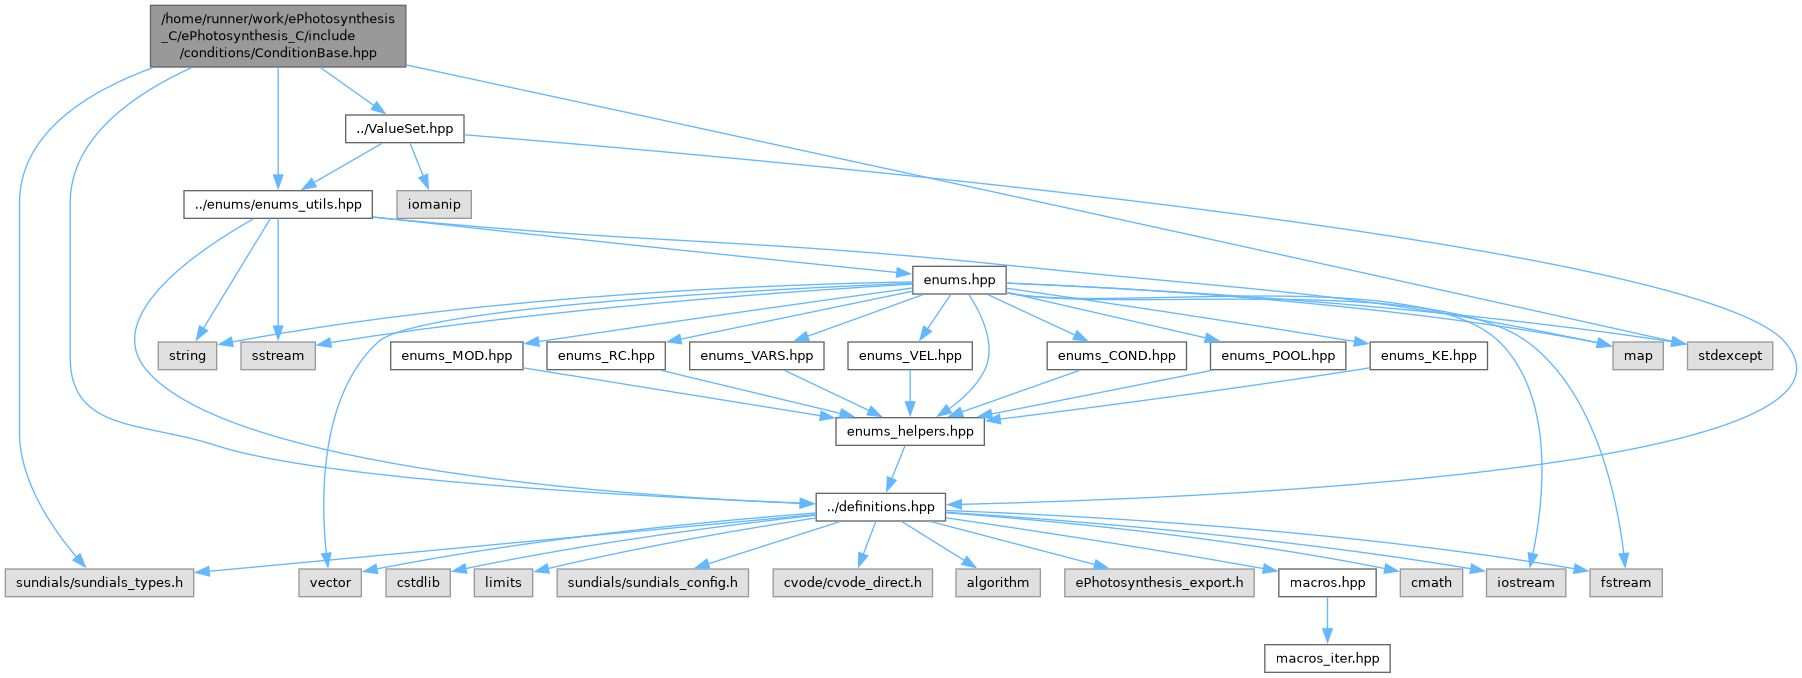 /home/runner/work/ePhotosynthesis
_C/ePhotosynthesis_C/include
/conditions/ConditionBase.hpp
../ValueSet.hpp
../enums/enums_utils.hpp
iomanip
enums.hpp
string
sstream
enums_MOD.hpp
enums_RC.hpp
enums_VARS.hpp
enums_VEL.hpp
enums_COND.hpp
enums_POOL.hpp
enums_KE.hpp
map
stdexcept
enums_helpers.hpp
../definitions.hpp
sundials/sundials_types.h
vector
cstdlib
limits
sundials/sundials_config.h
cvode/cvode_direct.h
algorithm
ePhotosynthesis_export.h
macros.hpp
cmath
iostream
fstream
macros_iter.hpp